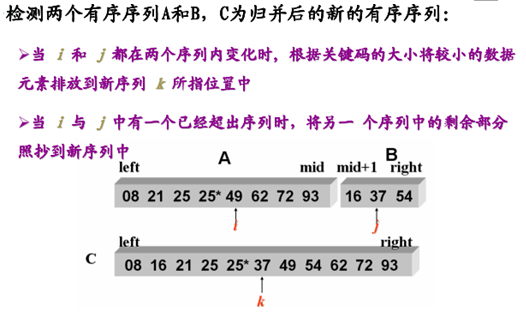 检测两个有序序列A和B，C为归并后的新的有序序列：
➢当 i 和 j 都在两个序列内变化时，根据关键码的大小将较小的数据
元素排放到新序列 k 所指位置中
➢当 i 与 j 中有一个已经超出序列时，将另一 个序列中的剩余部分
照抄到新序列中
A B
left mid mid+1 right
08 21 25 25* 49 62 72 93 16 37 54
i j
left right
C 08 16 21 25 25* 37 49 54 62 72 93
k